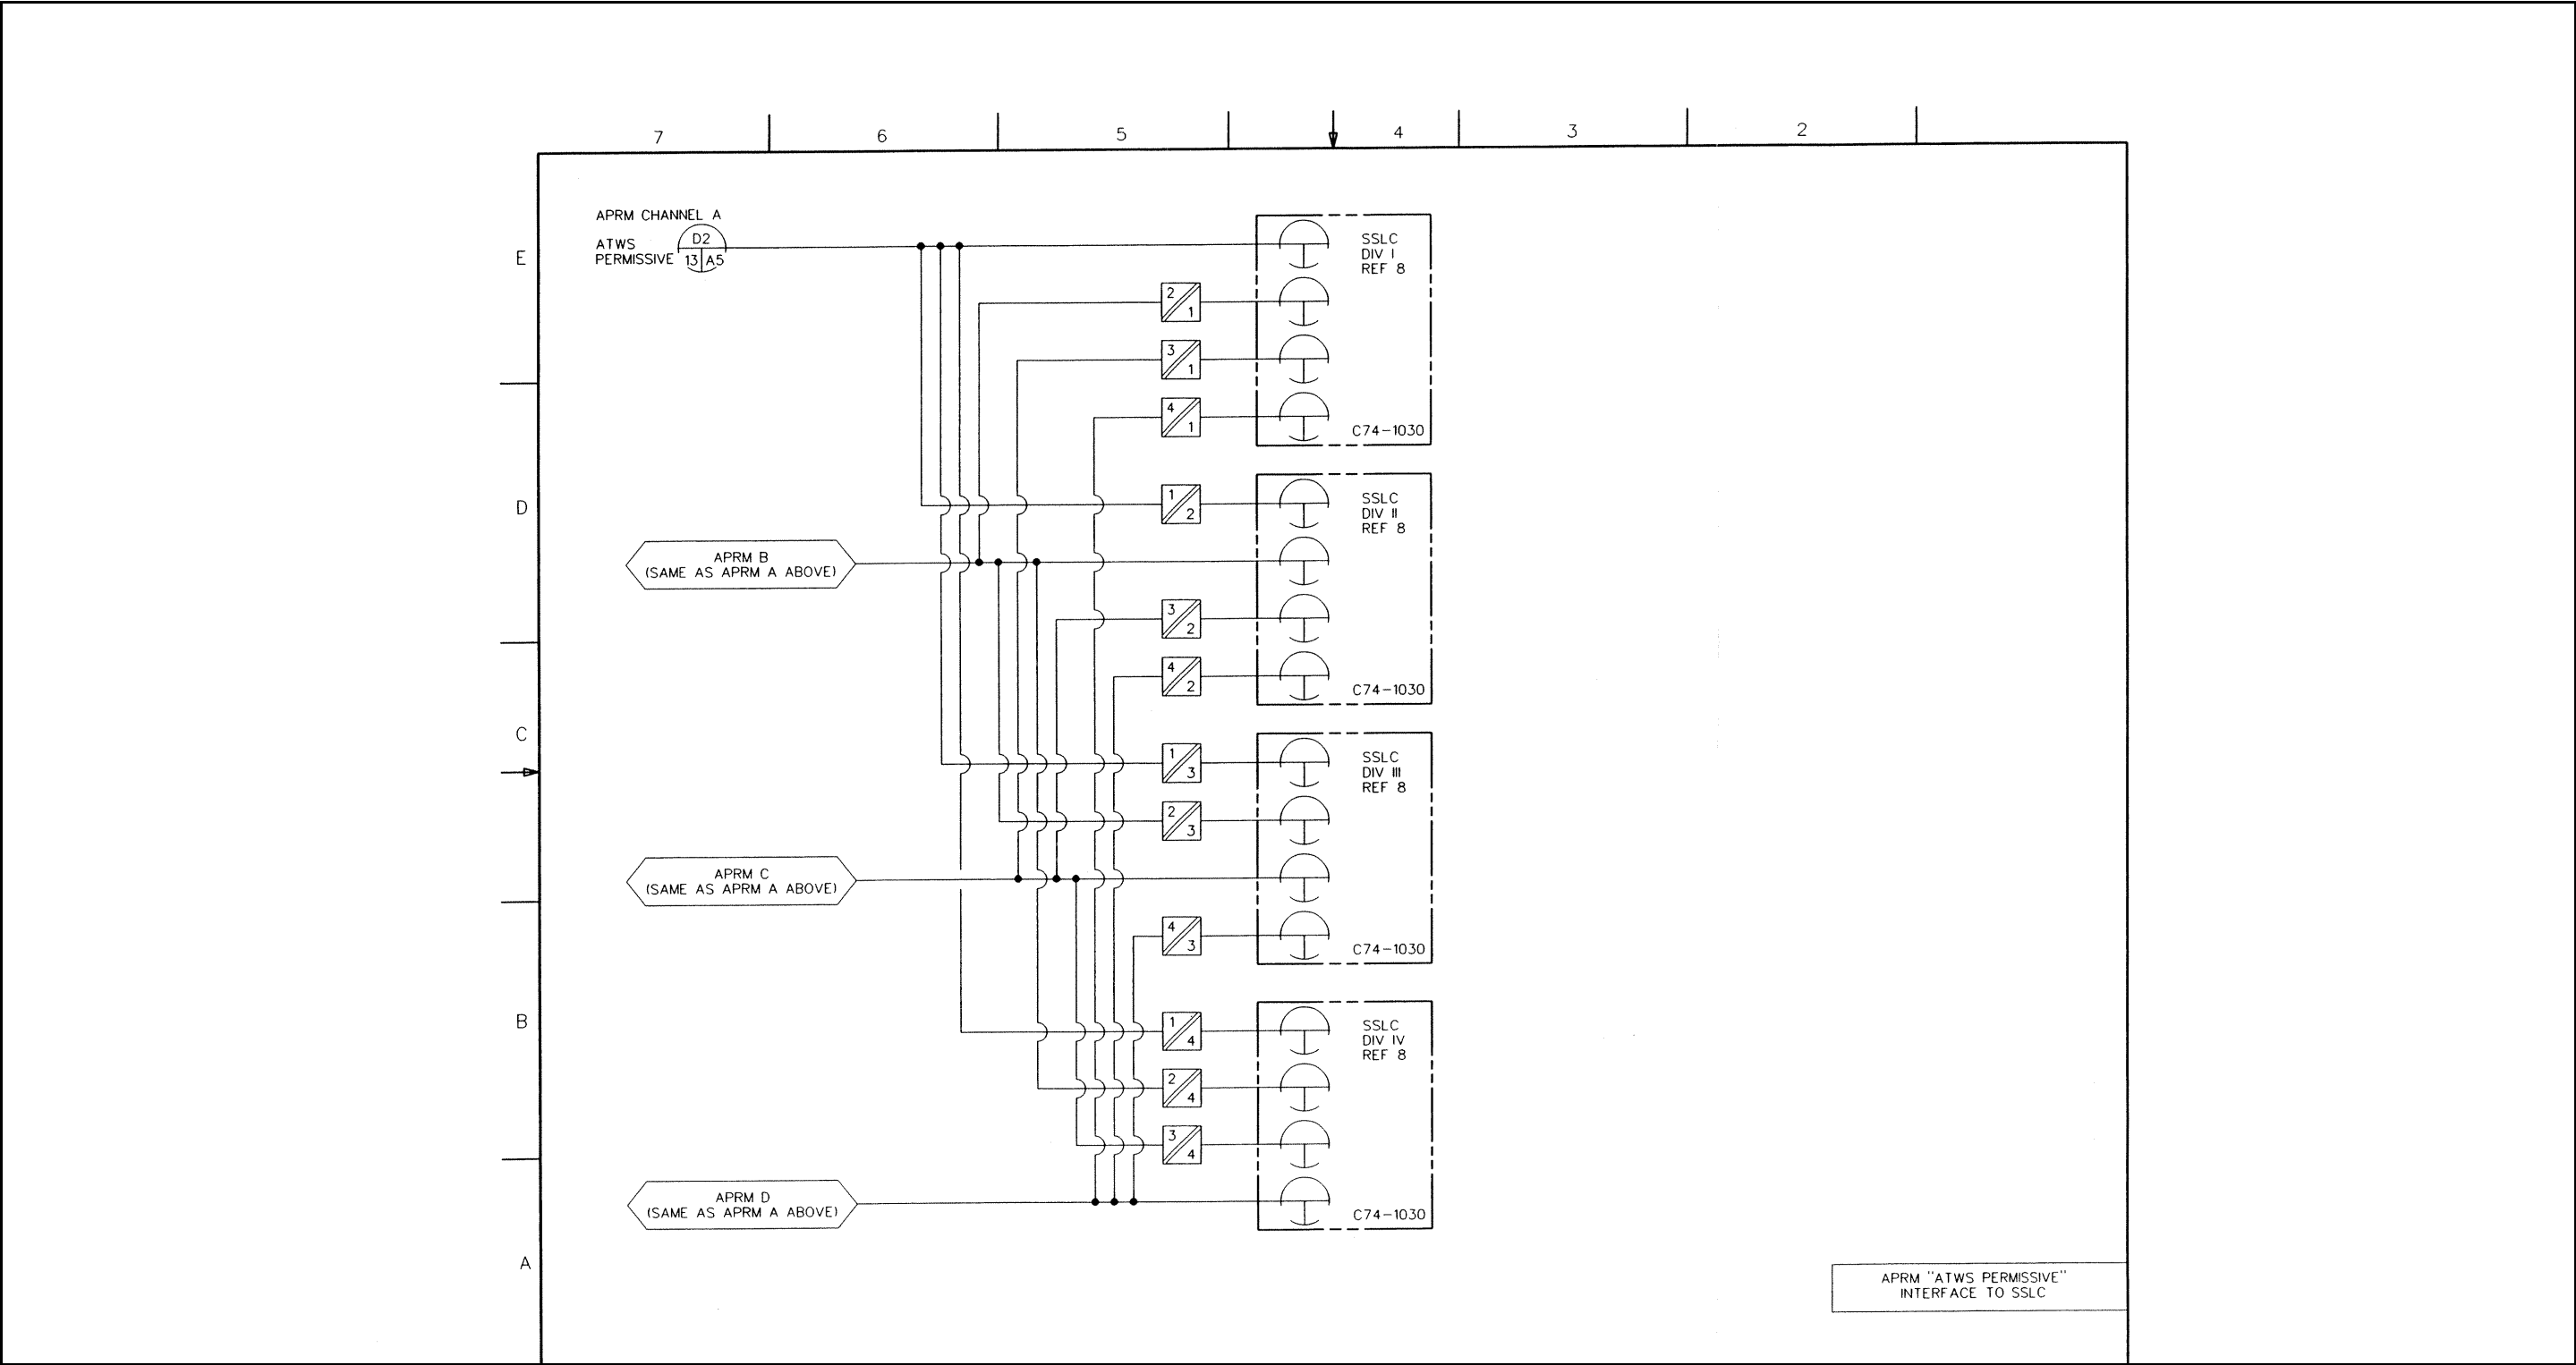 7 6 5 4 3 2
APRM CHANNEL A
ATWS
PERMISSIVE
D2
13 A5
E
SSLC
DIV I
REF 8
2
1
3
1
4
1
C74-1030
D
1
2
SSLC
DIV II
REF 8
APRM B
(SAME AS APRM A ABOVE)
3
2
4
2
C74-1030
C
1
3
SSLC
DIV III
REF 8
2
3
APRM C
(SAME AS APRM A ABOVE)
4
3
C74-1030
B
1
4
SSLC
DIV IV
REF 8
2
4
3
4
APRM D
(SAME AS APRM A ABOVE)
C74-1030
A
APRM "ATWS PERMISSIVE"
INTERFACE TO SSLC